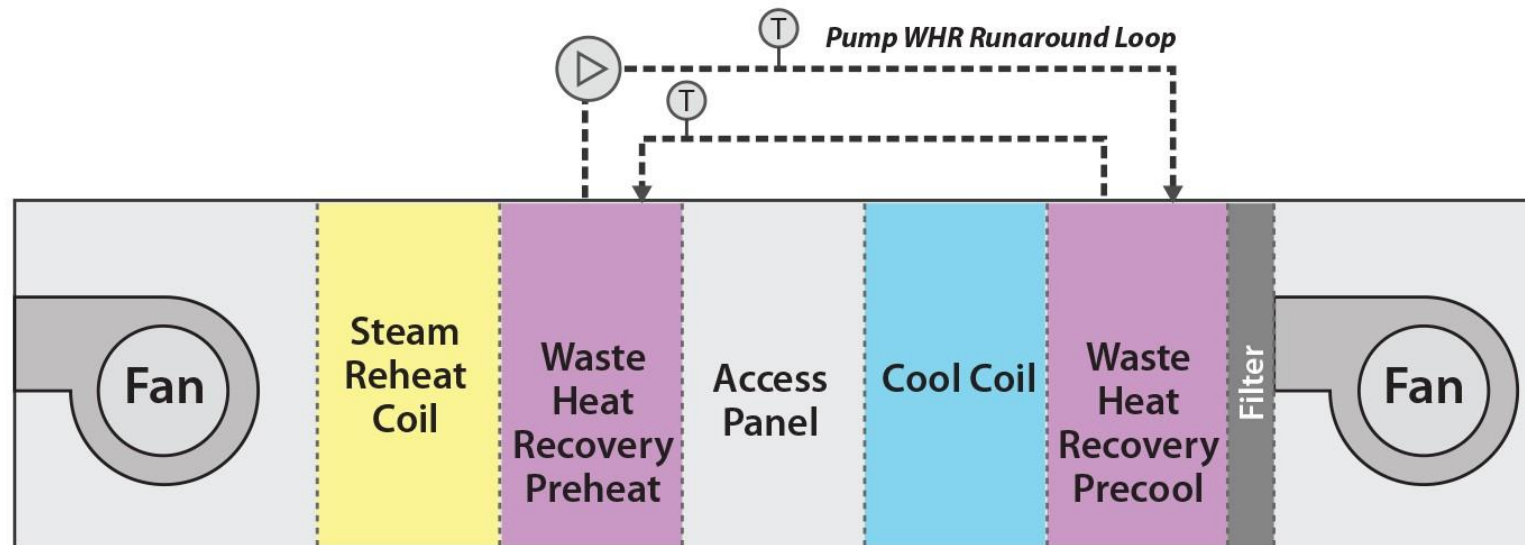 T
Pump WHR Runaround Loop
T
Fan
Steam
Reheat
Coil
Waste
Heat
Recovery
Preheat
Access
Panel
Cool Coil
Waste
Heat
Recovery
Precool
Filter
Fan